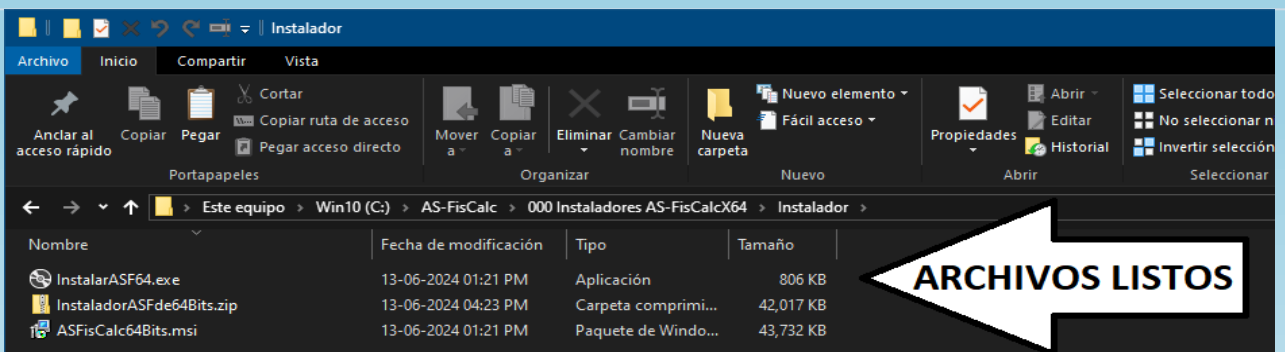 Instalador
Archivo Inicio Compartir Vista
Anclar al acceso rápido
Copiar
Pegar
Cortar
Copiar ruta de acceso
Pegar acceso directo
Mover a
Copiar a
Eliminar
Cambiar nombre
Nueva carpeta
Nuevo elemento
Fácil acceso
Propiedades
Abrir
Editar
Historial
Seleccionar todo
No seleccionar n
Invertir selección
Portapapeles Organizar Nuevo Abrir Seleccionar
Este equipo > Win10 (C:) > AS-FisCalc > 000 Instaladores AS-FisCalcX64 > Instalador >
Nombre Fecha de modificación Tipo Tamaño
InstalarASF64.exe 13-06-2024 01:21 PM Aplicación 806 KB
InstaladorASFde64Bits.zip 13-06-2024 04:23 PM Carpeta comprimi... 42,017 KB
ASFisCalc64Bits.msi 13-06-2024 01:21 PM Paquete de Windo... 43,732 KB
ARCHIVOS LISTOS